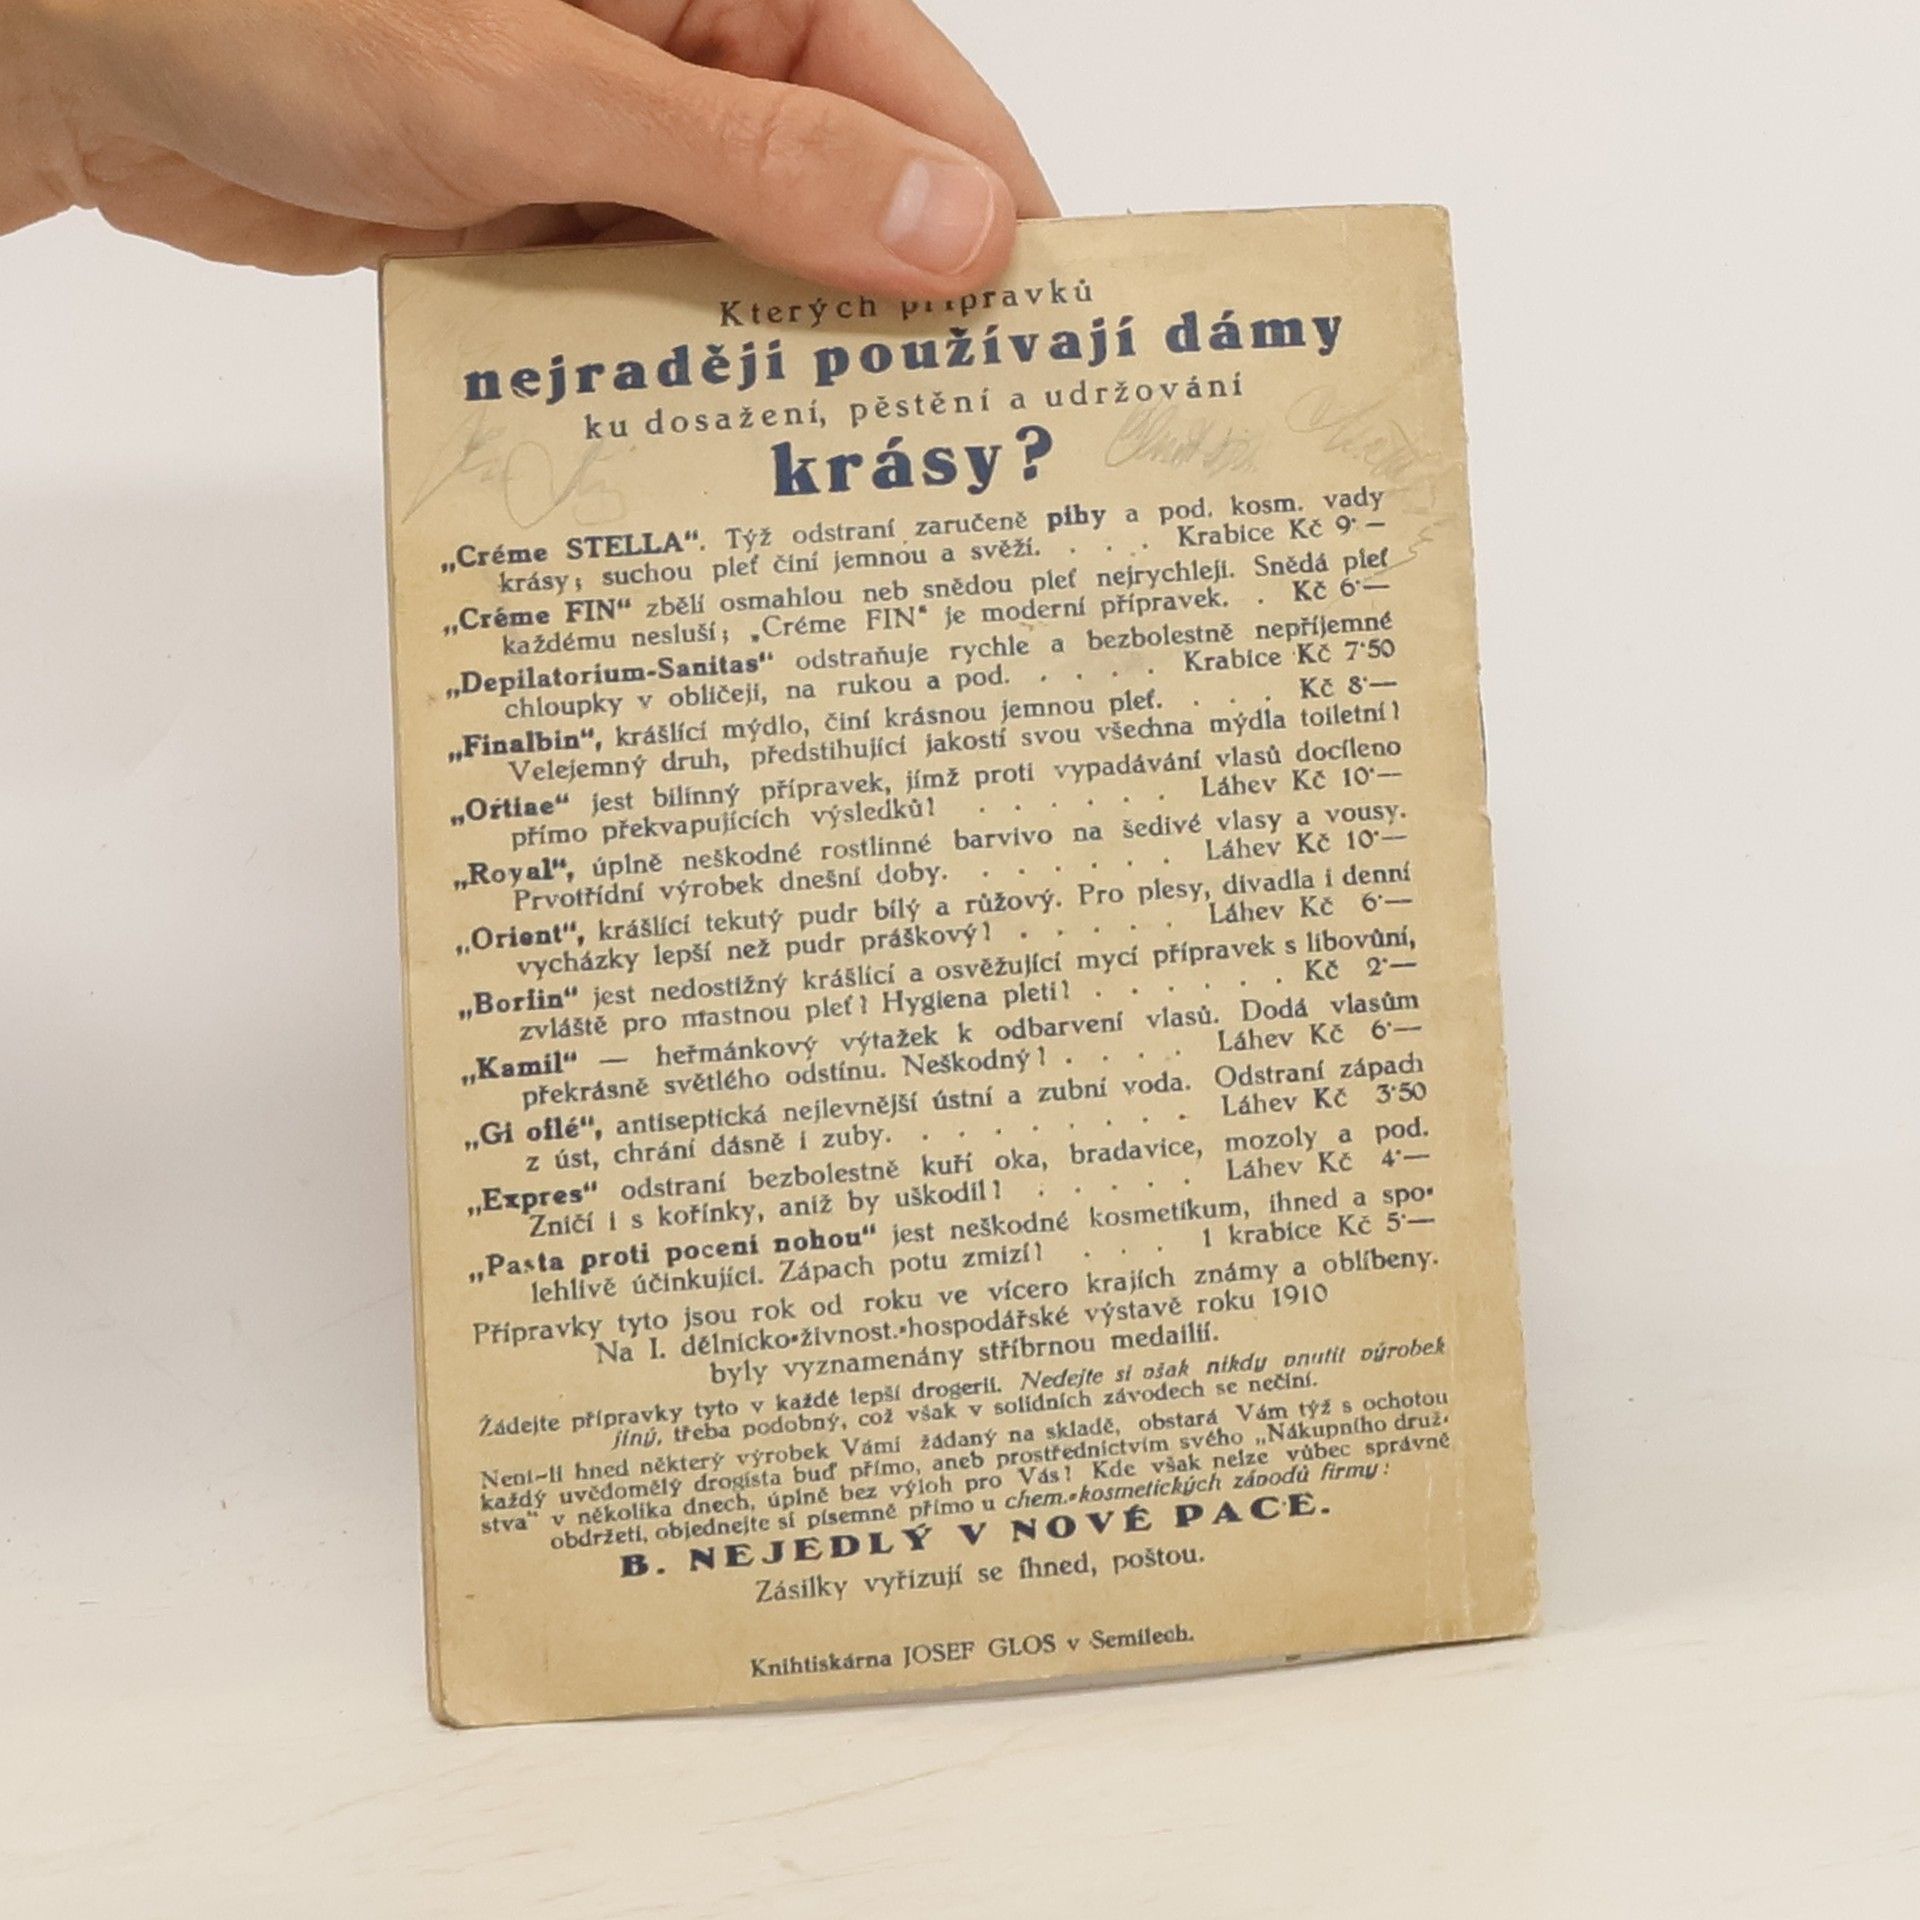 Kterých přípravků
nejraději používají dámy
ku dosažení, pěstění a udržování
krásy?
„Créme STELLA“. Týž odstraní zaručeně pihy a pod. kosm. vady
krásy; suchou pleť činí jemnou a svěží. . . . Krabice Kč 9·—
„Créme FIN“ zbělí osmahlou neb snědou pleť nejrychleji. Snědá pleť
každému nesluší; „Créme FIN“ je moderní přípravek. . Kč 6·—
„Depilatorium-Sanitas“ odstraňuje rychle a bezbolestně nepříjemné
chloupky v obličeji, na rukou a pod. . . . . Krabice Kč 7·50
„Finalbin“, krášlící mýdlo, činí krásnou jemnou pleť. . . . Kč 8·—
Velejemný druh, předstihující jakostí svou všechna mýdla toiletní!
„Ortiae“ jest bilinný přípravek, jímž proti vypadávání vlasů docíleno
přímo překvapujících výsledků! . . . . . . Láhev Kč 10·—
„Royal“, úplně neškodné rostlinné barvivo na šedivé vlasy a vousy.
Prvotřídní výrobek dnešní doby. . . . . . . Láhev Kč 10·—
„Orient“, krášlící tekutý pudr bílý a růžový. Pro plesy, divadla i denní
vycházky lepší než pudr práškový! . . . . . Láhev Kč 6·—
„Borlin“ jest nedostižný krášlící a osvěžující mycí přípravek s libovůní,
zvláště pro mastnou pleť! Hygiena pleti! . . . . . . Kč 2·—
„Kamil“ — heřmánkový výtažek k odbarvení vlasů. Dodá vlasům
překrásně světlého odstínu. Neškodný! . . . . Láhev Kč 6·—
„Gi oflé“, antiseptická nejlevnější ústní a zubní voda. Odstraní zápach
z úst, chrání dásně i zuby. . . . . . . . . Láhev Kč 3·50
„Expres“ odstraní bezbolestně kuří oka, bradavice, mozoly a pod.
Zničí i s kořínky, aniž by uškodil! . . . . . Láhev Kč 4·—
„Pasta proti pocení nohou“ jest neškodné kosmetikum, ihned a spo-
lehlivě účinkující. Zápach potu zmizí! . . . 1 krabice Kč 5·—
Přípravky tyto jsou rok od roku ve vícero krajích známy a oblíbeny.
Na I. dělnicko-živnost.-hospodářské výstavě roku 1910
byly vyznamenány stříbrnou medailií.
Žádejte přípravky tyto v každé lepší drogerii. Nedejte si však nikdy vnutit výrobek
jiný, třeba podobný, což však v solidních závodech se nečiní.
Není-li hned některý výrobek Vámi žádaný na skladě, obstará Vám týž s ochotou
každý uvědomělý drogista buď přímo, aneb prostřednictvím svého „Nákupního druž-
stva“ v několika dnech, úplně bez výloh pro Vás! Kde však nelze vůbec správně
obdržeti, objednejte si písemně přímo u chem.-kosmetických závodů firmy:
B. NEJEDLÝ V NOVÉ PACE.
Zásilky vyřizují se ihned, poštou.
Knihtiskárna JOSEF GLOS v Semilech.